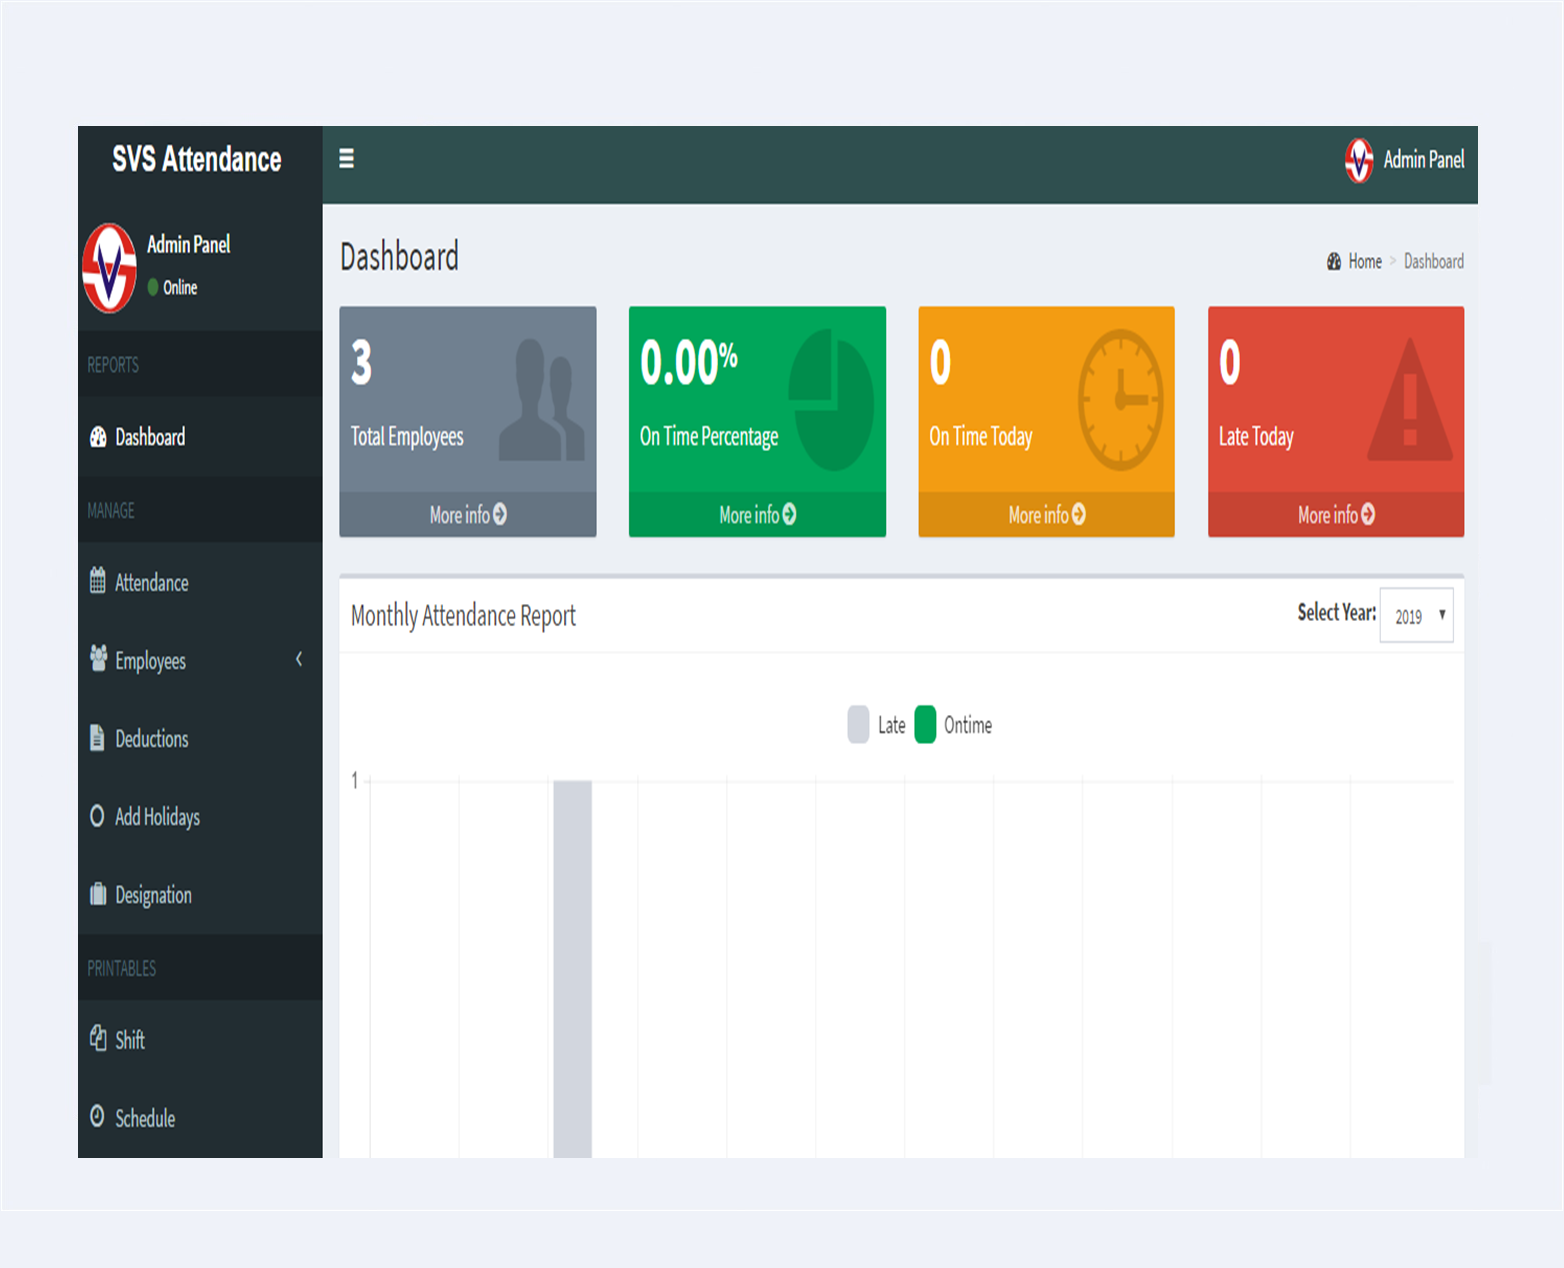 SVS Attendance
Admin Panel
Admin Panel
Online
REPORTS
Dashboard
MANAGE
Attendance
Employees
Deductions
Add Holidays
Designation
PRINTABLES
Shift
Schedule
Dashboard
Home > Dashboard
3
Total Employees
More info
0.00%
On Time Percentage
More info
0
On Time Today
More info
0
Late Today
More info
Monthly Attendance Report
Select Year: 2019
Late Ontime
1